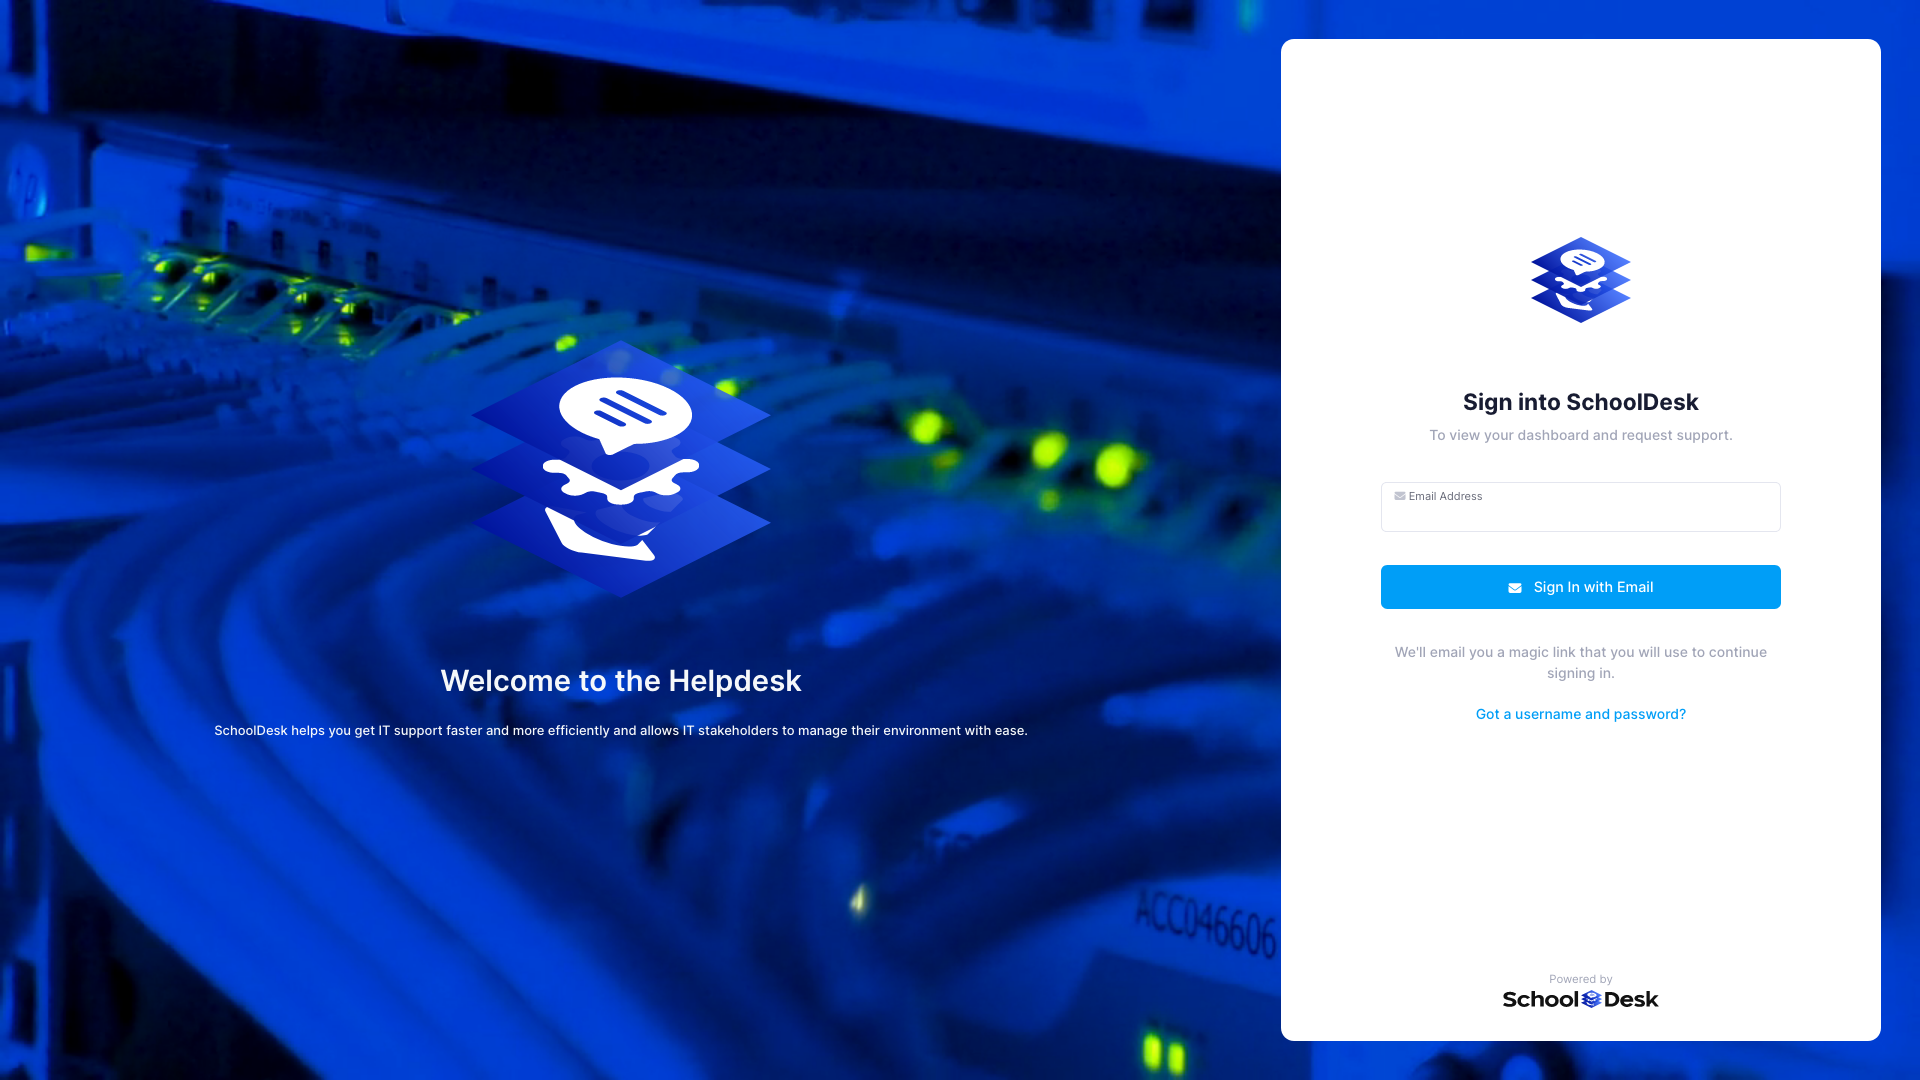 Welcome to the Helpdesk
SchoolDesk helps you get IT support faster and more efficiently and allows IT stakeholders to manage their environment with ease.
ACC046606
Sign into SchoolDesk
To view your dashboard and request support.
Email Address
Sign In with Email
We'll email you a magic link that you will use to continue
signing in.
Got a username and password?
Powered by
School Desk